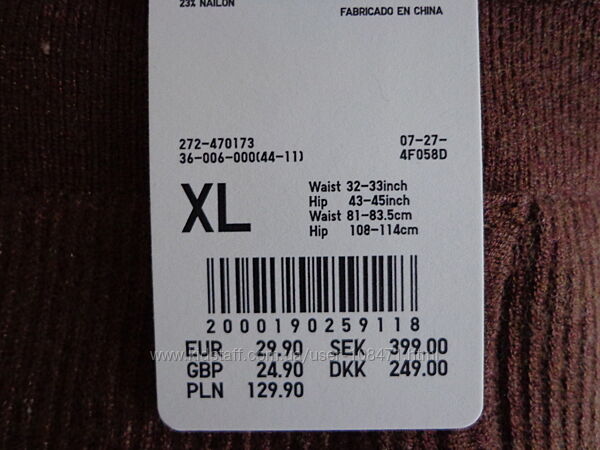 23% NAILON
FABRICADO EN CHINA
272-470173 07-27-
36-006-000(44-11) 4F058D
XL
Waist 32-33inch
Hip 43-45inch
Waist 81-83.5cm
Hip 108-114cm
2000190259118
EUR 29.90 SEK 399.00
GBP 24.90 DKK 249.00
PLN 129.90